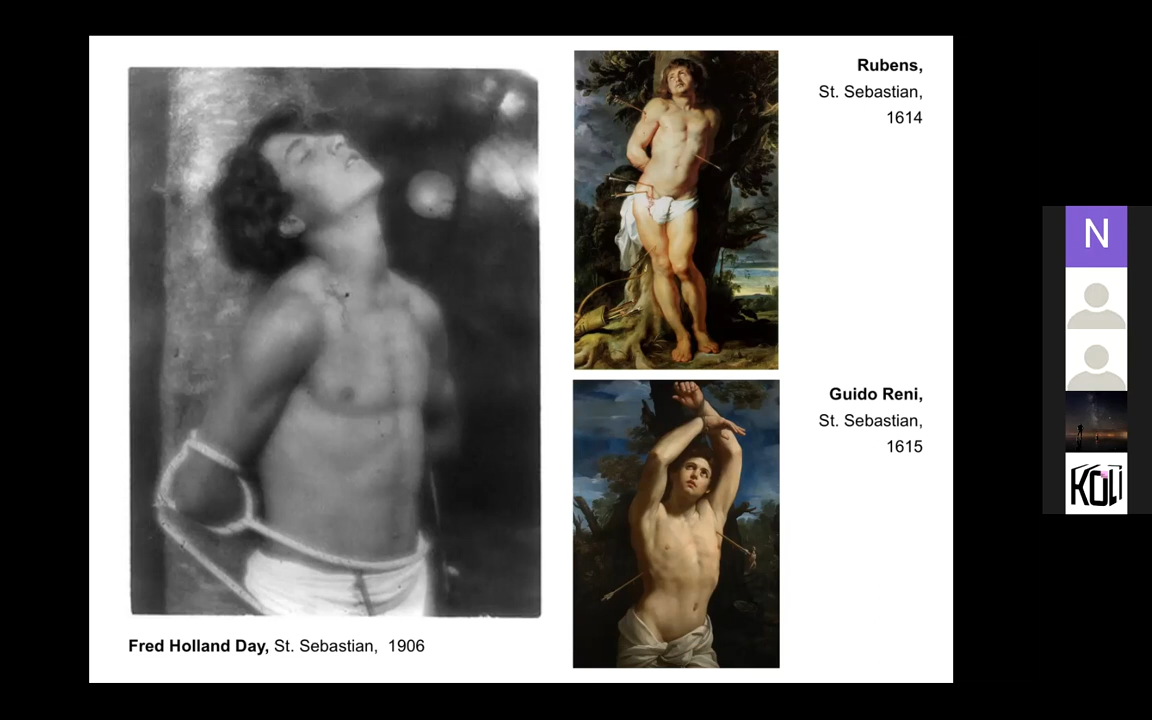 Rubens,
St. Sebastian,
1614
Guido Reni,
St. Sebastian,
1615
Fred Holland Day, St. Sebastian, 1906
N
KOLI